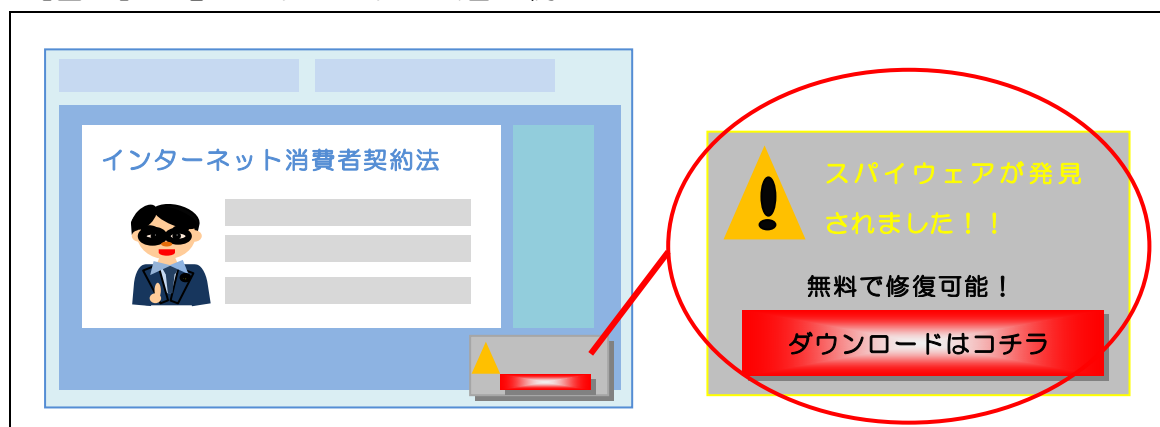 インターネット消費者契約法
スパイウェアが発見
されました!!
無料で修復可能!
ダウンロードはコチラ